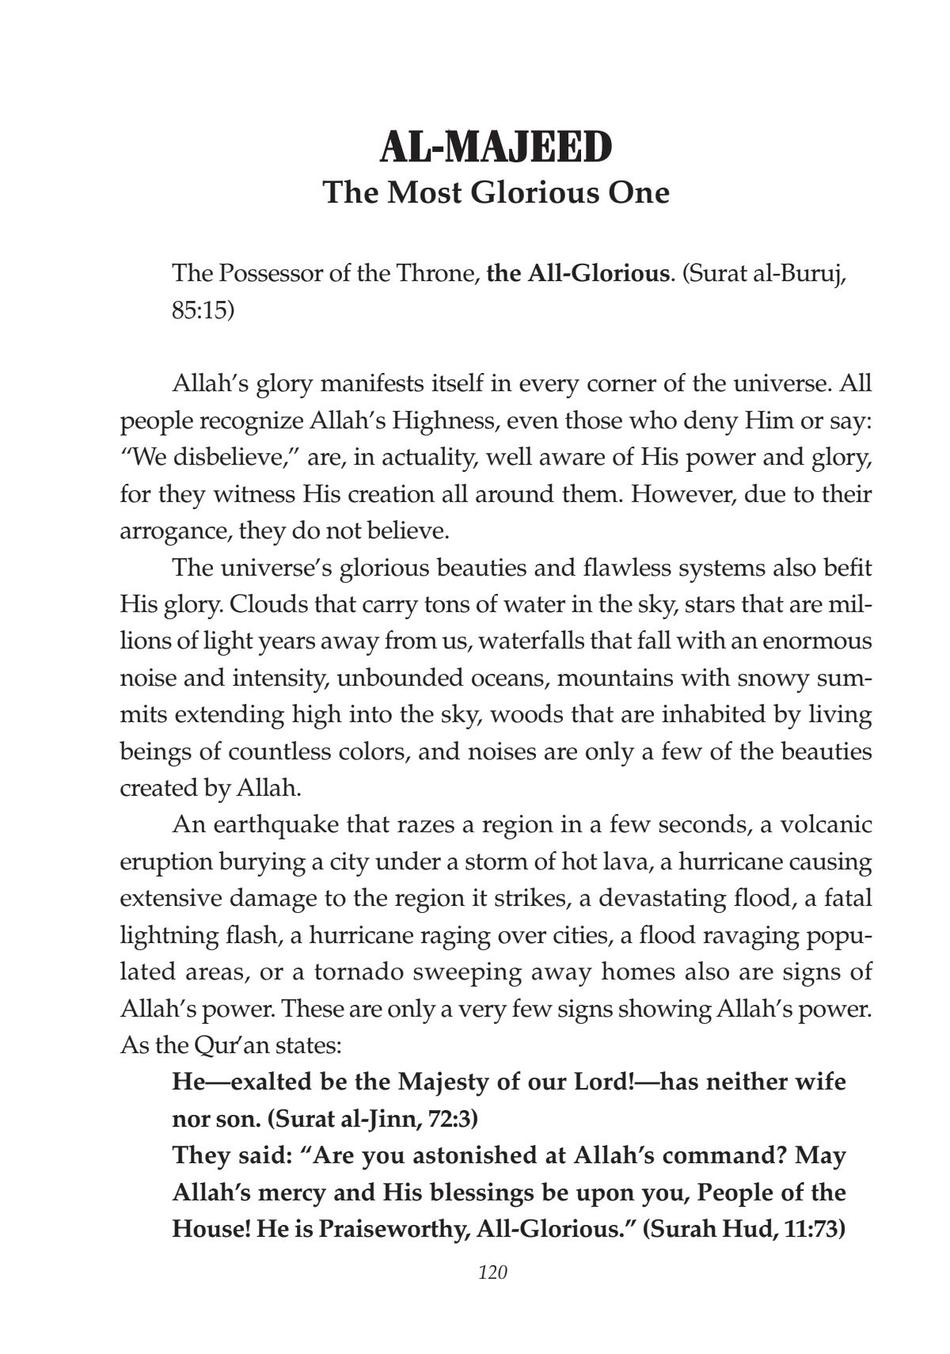 AL-MAJEED
The Most Glorious One
The Possessor of the Throne, the All-Glorious. (Surat al-Buruj,
85:15)
Allah’s glory manifests itself in every corner of the universe. All
people recognize Allah’s Highness, even those who deny Him or say:
“We disbelieve,” are, in actuality, well aware of His power and glory,
for they witness His creation all around them. However, due to their
arrogance, they do not believe.
The universe’s glorious beauties and flawless systems also befit
His glory. Clouds that carry tons of water in the sky, stars that are mil-
lions of light years away from us, waterfalls that fall with an enormous
noise and intensity, unbounded oceans, mountains with snowy sum-
mits extending high into the sky, woods that are inhabited by living
beings of countless colors, and noises are only a few of the beauties
created by Allah.
An earthquake that razes a region in a few seconds, a volcanic
eruption burying a city under a storm of hot lava, a hurricane causing
extensive damage to the region it strikes, a devastating flood, a fatal
lightning flash, a hurricane raging over cities, a flood ravaging popu-
lated areas, or a tornado sweeping away homes also are signs of
Allah’s power. These are only a very few signs showing Allah’s power.
As the Qur’an states:
He—exalted be the Majesty of our Lord!—has neither wife
nor son. (Surat al-Jinn, 72:3)
They said: “Are you astonished at Allah’s command? May
Allah’s mercy and His blessings be upon you, People of the
House! He is Praiseworthy, All-Glorious.” (Surah Hud, 11:73)
120